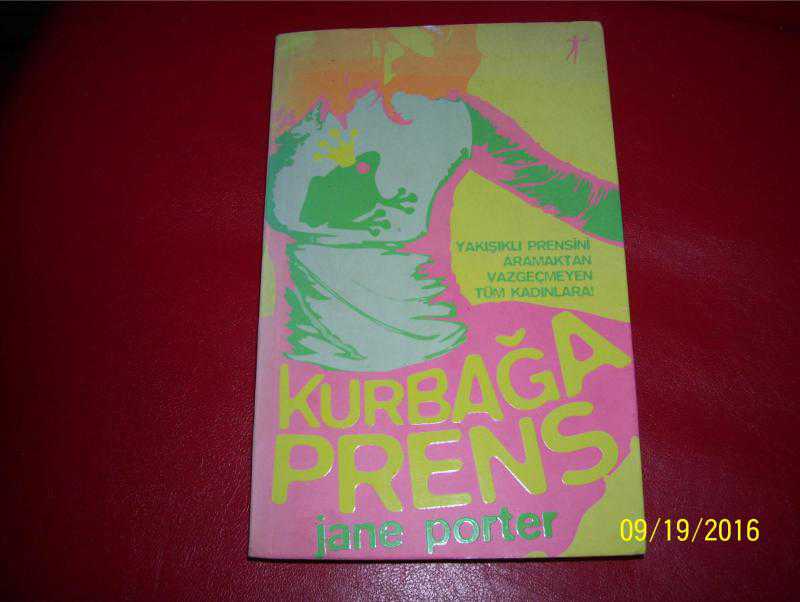 YAKIŞIKLI PRENSİNİ
ARAMAKTAN
VAZGEÇMEYEN
TÜM KADINLARA!
KURBAĞA
PRENS
jane porter
09/19/2016